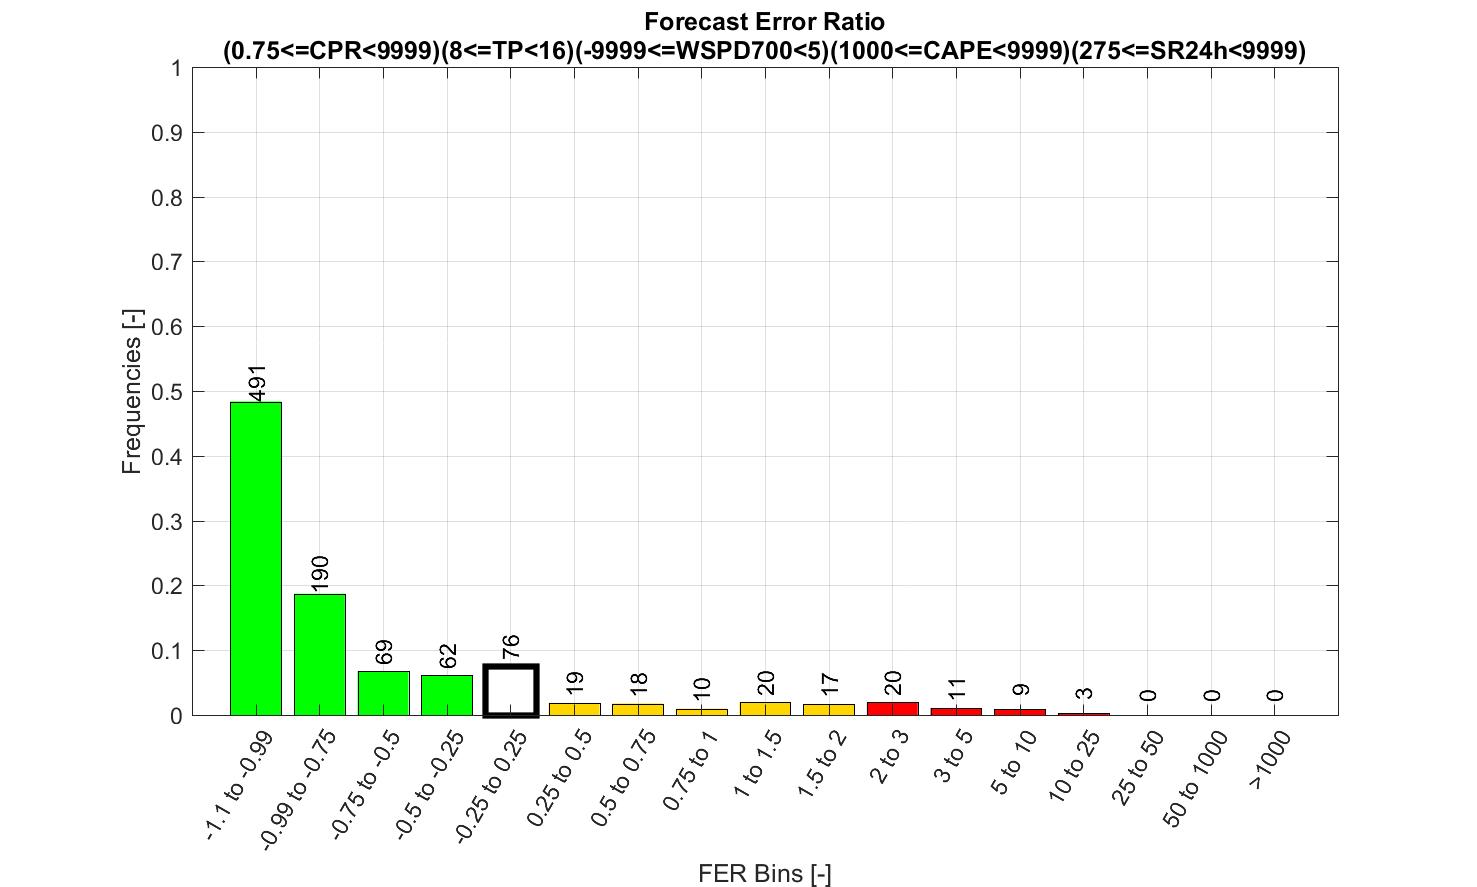 Forecast Error Ratio
(0.75<=CPR<9999)(8<=TP<16)(-9999<=WSPD700<5)(1000<=CAPE<9999)(275<=SR24h<9999)
1
0.9
0.8
0.7
0.6
0.5
0.4
0.3
0.2
0.1
0
Frequencies [-]
491
190
69
62
76
19
18
10
20
17
20
11
9
3
0
0
0
-1.1 to -0.99
-0.99 to -0.75
-0.75 to -0.5
-0.5 to -0.25
-0.25 to 0.25
0.25 to 0.5
0.5 to 0.75
0.75 to 1
1 to 1.5
1.5 to 2
2 to 3
3 to 5
5 to 10
10 to 25
25 to 50
50 to 1000
>1000
FER Bins [-]